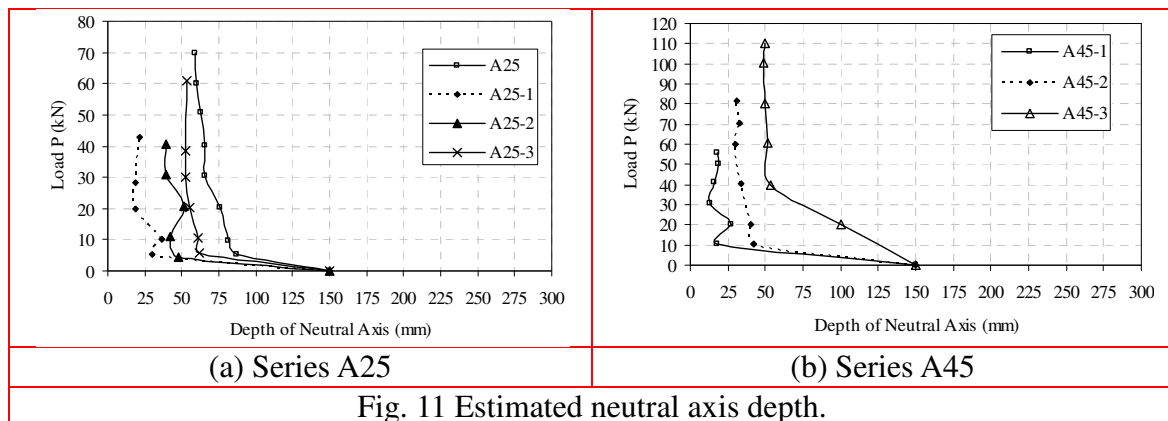 80
70
60
50
40
30
20
10
0
Load P (kN)
0 25 50 75 100 125 150 175 200 225 250 275 300
Depth of Neutral Axis (mm)
A25
A25-1
A25-2
A25-3
(a) Series A25
120
110
100
90
80
70
60
50
40
30
20
10
0
Load P (kN)
0 25 50 75 100 125 150 175 200 225 250 275 300
Depth of Neutral Axis (mm)
A45-1
A45-2
A45-3
(b) Series A45
Fig. 11 Estimated neutral axis depth.